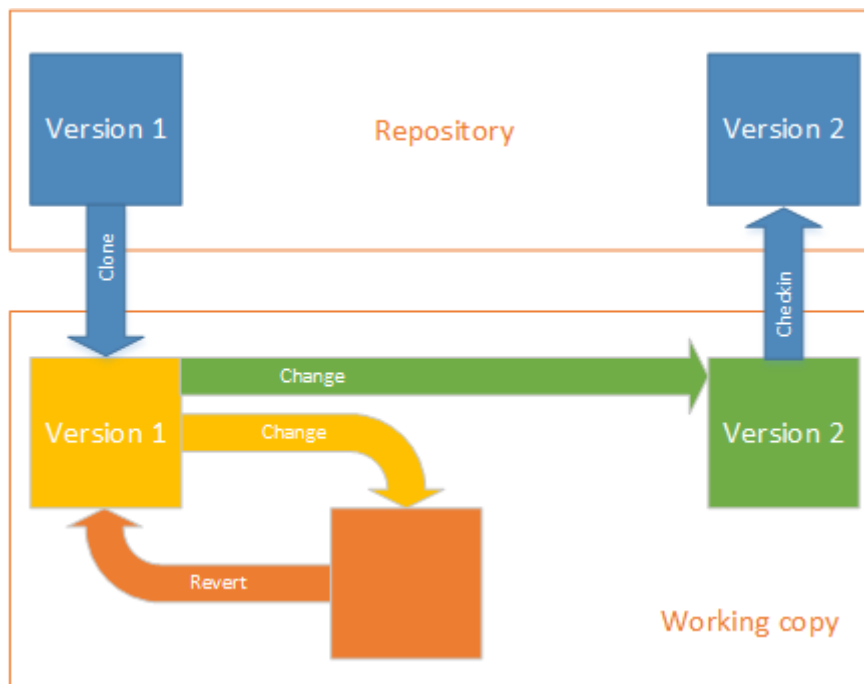 Version 1
Repository
Version 2
Clone
Checkin
Version 1
Change
Change
Version 2
Revert
Working copy